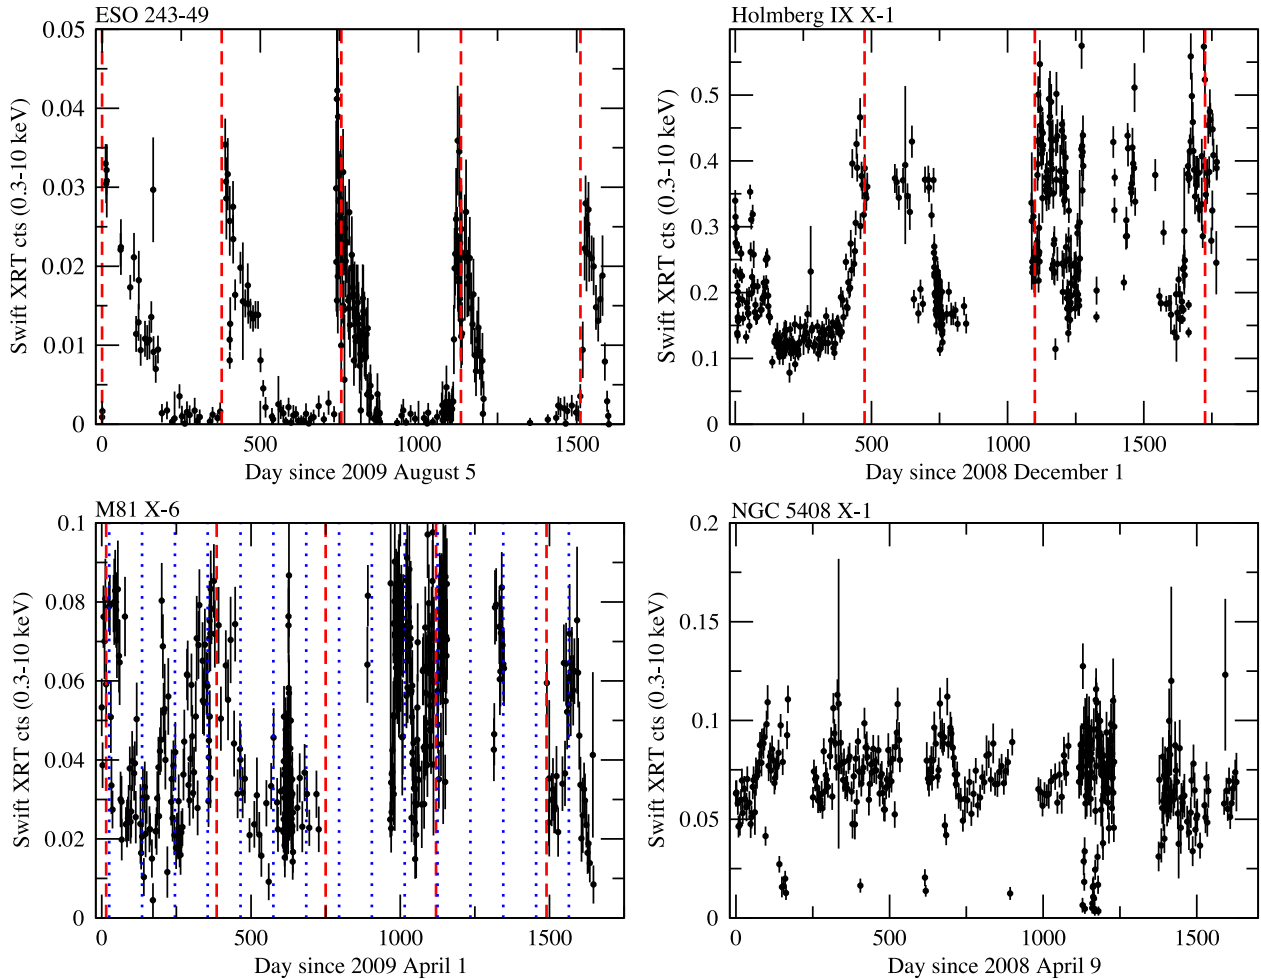 ESO 243-49
Swift XRT cts (0.3-10 keV)
0.05
0.04
0.03
0.02
0.01
0
0 500 1000 1500
Day since 2009 August 5
Holmberg IX X-1
Swift XRT cts (0.3-10 keV)
0.5
0.4
0.3
0.2
0.1
0
0 500 1000 1500
Day since 2008 December 1
M81 X-6
Swift XRT cts (0.3-10 keV)
0.1
0.08
0.06
0.04
0.02
0
0 500 1000 1500
Day since 2009 April 1
NGC 5408 X-1
Swift XRT cts (0.3-10 keV)
0.2
0.15
0.1
0.05
0
0 500 1000 1500
Day since 2008 April 9